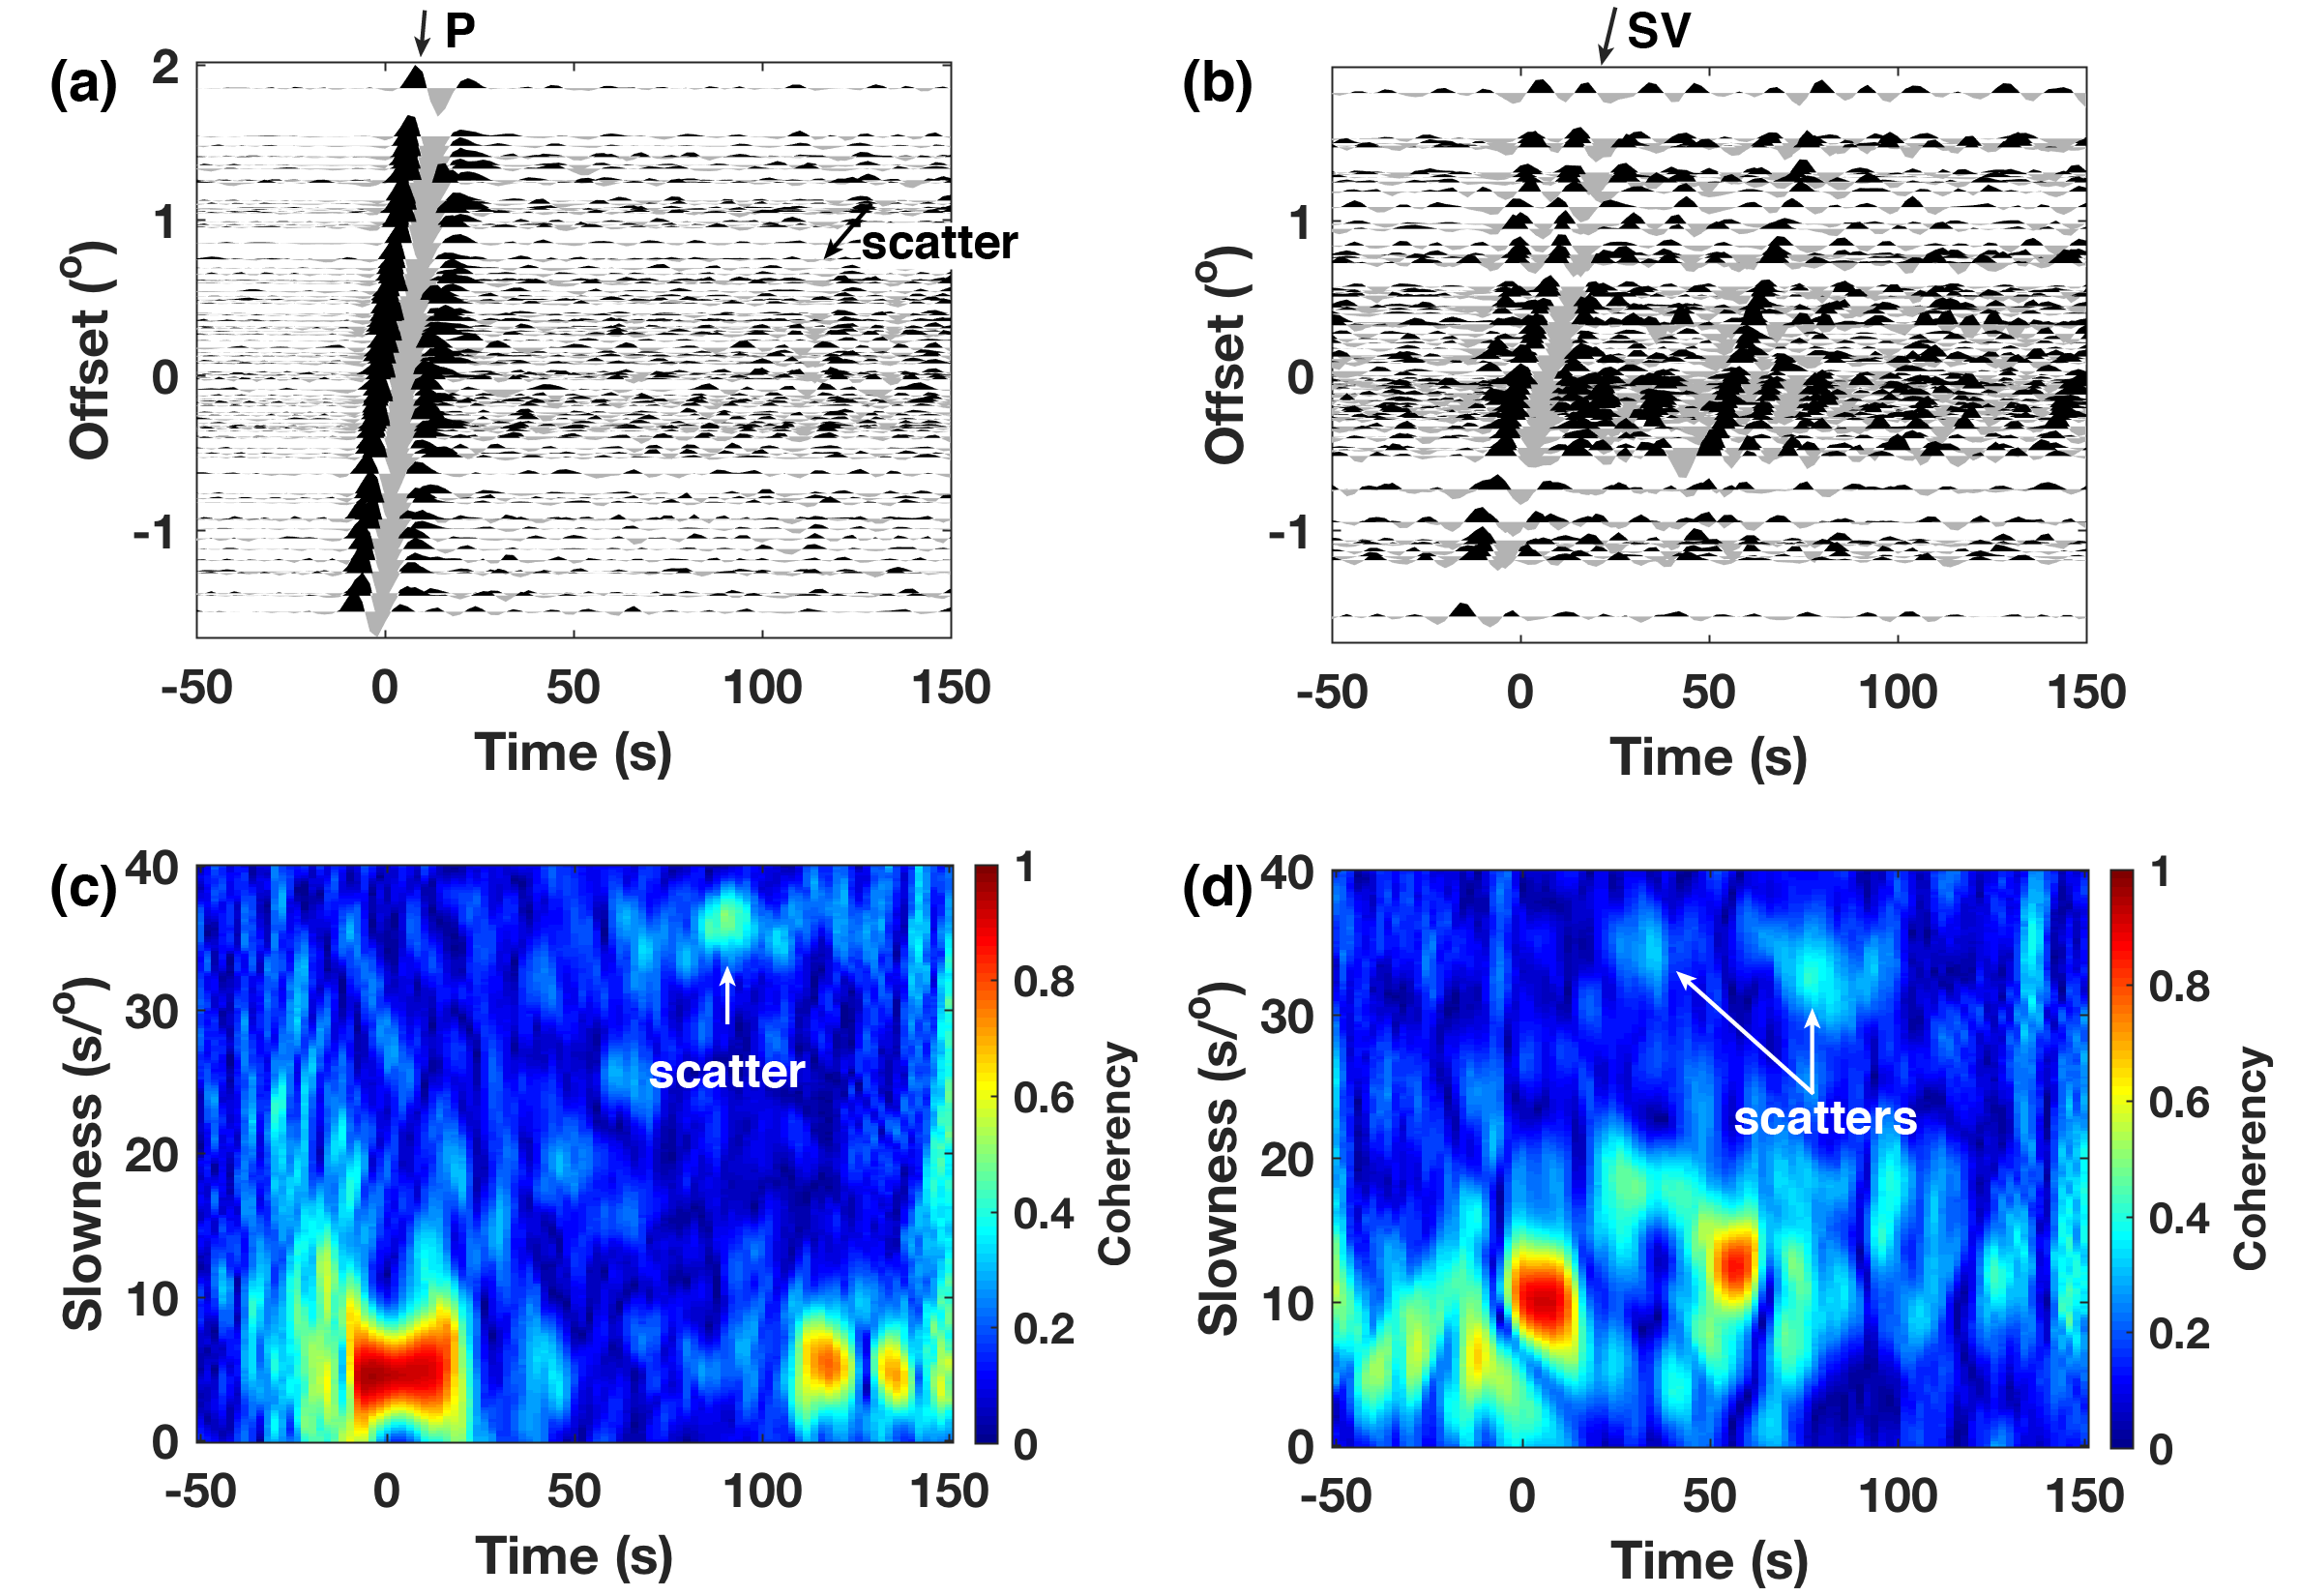 (a)
P
2
1
0
-1
Offset (°)
scatter
-50 0 50 100 150
Time (s)
(b)
SV
1
0
-1
Offset (°)
-50 0 50 100 150
Time (s)
(c)
40
30
20
10
0
Slowness (s/°)
scatter
-50 0 50 100 150
Time (s)
1
0.8
0.6
0.4
0.2
0
Coherency
(d)
40
30
20
10
0
Slowness (s/°)
scatters
-50 0 50 100 150
Time (s)
1
0.8
0.6
0.4
0.2
0
Coherency